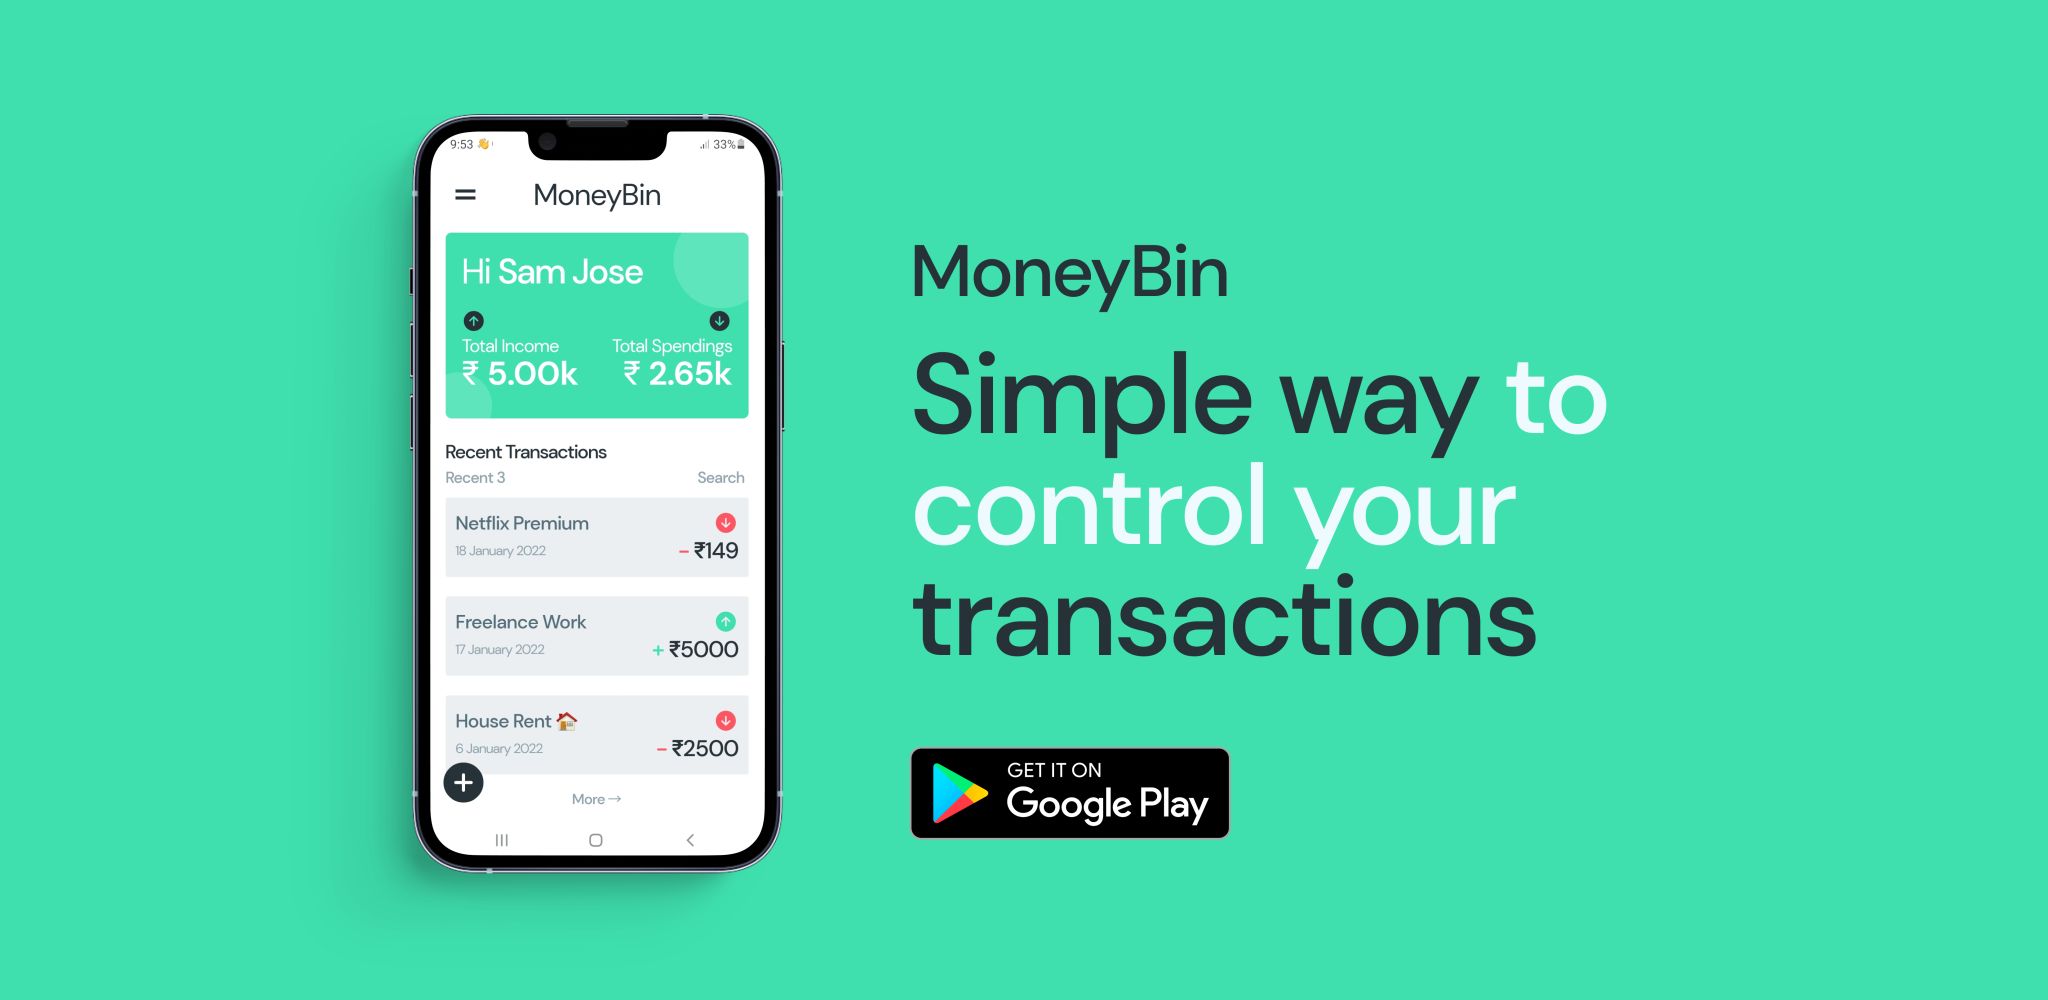 9:53 👋
33%
MoneyBin
Hi Sam Jose
Total Income
₹ 5.00k
Total Spendings
₹ 2.65k
Recent Transactions
Recent 3
Search
Netflix Premium
18 January 2022
- ₹149
Freelance Work
17 January 2022
+ ₹5000
House Rent 🏠
6 January 2022
- ₹2500
More →
MoneyBin
Simple way to
control your
transactions
GET IT ON
Google Play